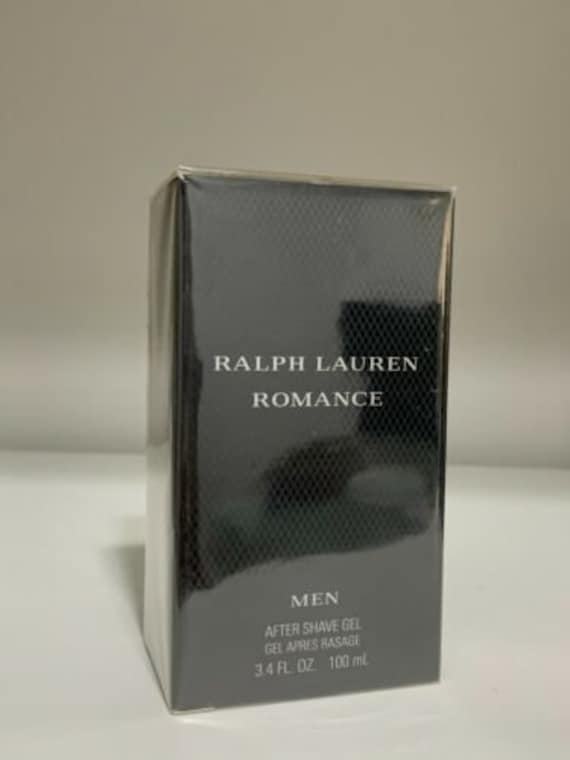 RALPH LAUREN
ROMANCE
MEN
AFTER SHAVE GEL
GEL APRES RASAGE
3.4 FL. OZ. 100 mL